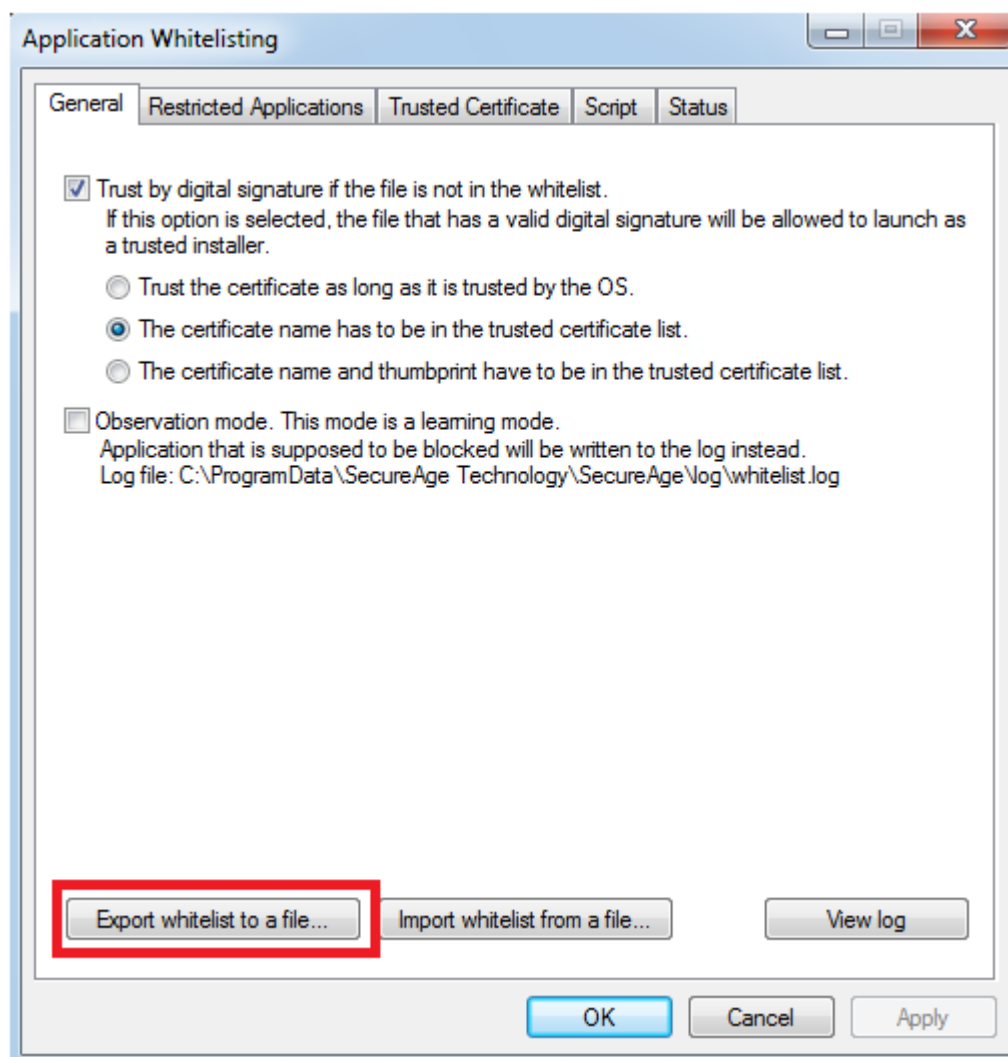 Application Whitelisting
General Restricted Applications Trusted Certificate Script Status
Trust by digital signature if the file is not in the whitelist.
If this option is selected, the file that has a valid digital signature will be allowed to launch as
a trusted installer.
Trust the certificate as long as it is trusted by the OS.
The certificate name has to be in the trusted certificate list.
The certificate name and thumbprint have to be in the trusted certificate list.
Observation mode. This mode is a learning mode.
Application that is supposed to be blocked will be written to the log instead.
Log file: C:\ProgramData\SecureAge Technology\SecureAge\log\whitelist.log
Export whitelist to a file... Import whitelist from a file... View log
OK Cancel Apply